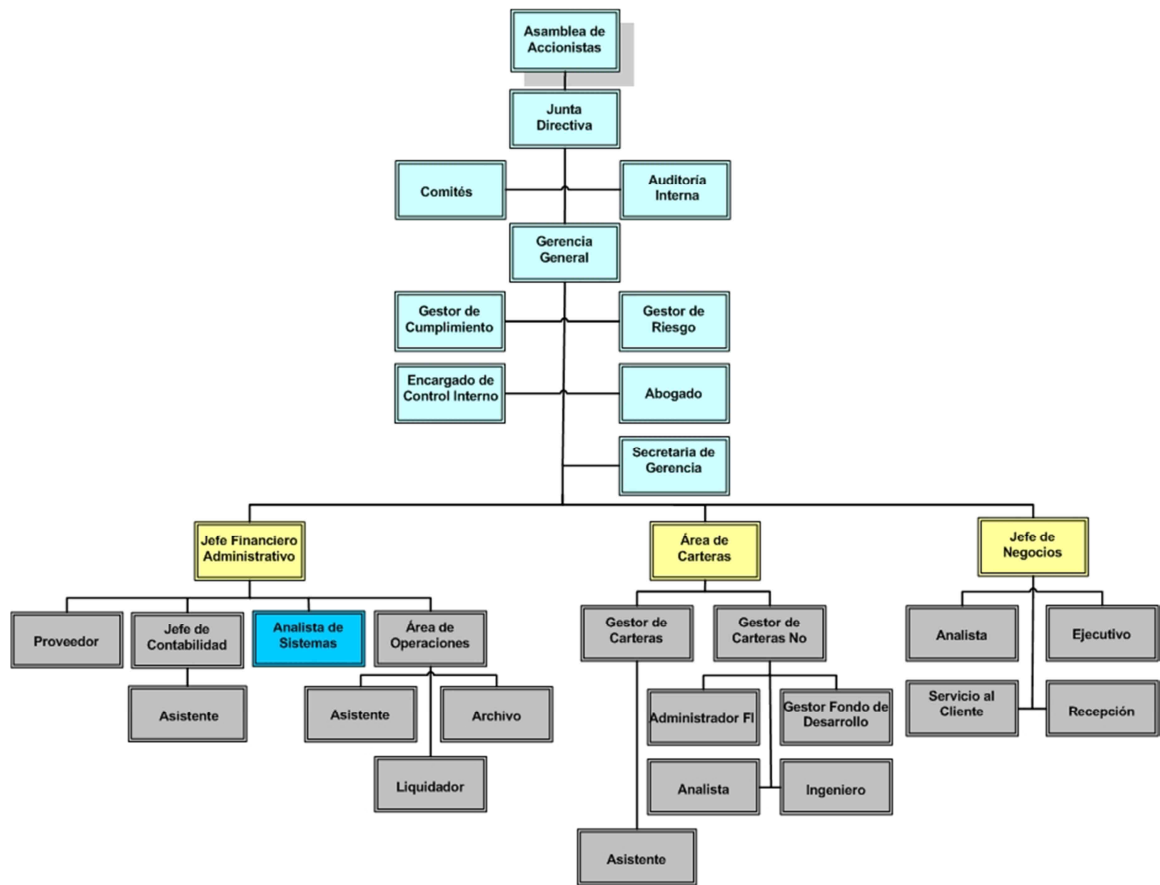 Asamblea de
Accionistas
Junta
Directiva
Comités
Auditoría
Interna
Gerencia
General
Gestor de
Cumplimiento
Gestor de
Riesgo
Encargado de
Control Interno
Abogado
Secretaria de
Gerencia
Jefe Financiero
Administrativo
Área de
Carteras
Jefe de
Negocios
Proveedor
Jefe de
Contabilidad
Analista de
Sistemas
Área de
Operaciones
Gestor de
Carteras
Gestor de
Carteras No
Analista
Ejecutivo
Asistente
Asistente
Archivo
Administrador FI
Gestor Fondo de
Desarrollo
Servicio al
Cliente
Recepción
Liquidador
Analista
Ingeniero
Asistente